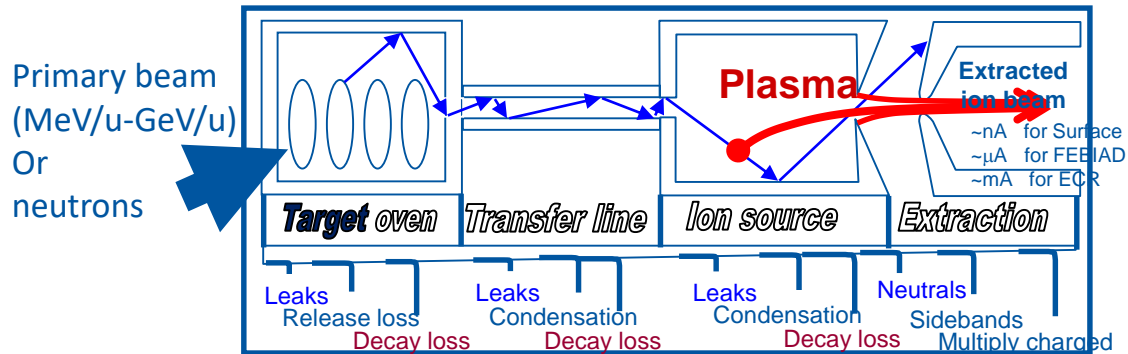 Primary beam
(MeV/u-GeV/u)
Or
neutrons
Plasma
Extracted
ion beam
~nA for Surface
~μA for FEBIAD
~mA for ECR
Target oven
Transfer line
Ion source
Extraction
Leaks
Release loss
Decay loss
Leaks
Condensation
Decay loss
Leaks
Condensation
Decay loss
Neutrals
Sidebands
Multiply charged